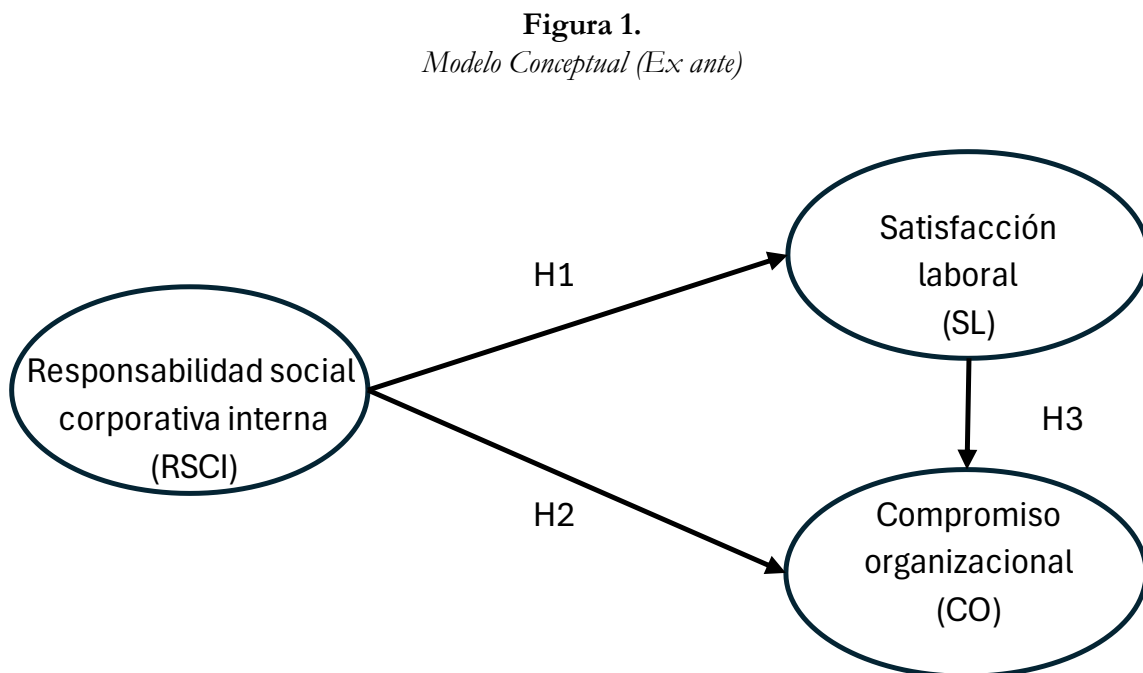 Figura 1.
Modelo Conceptual (Ex ante)
Satisfacción
laboral
(SL)
H1
Responsabilidad social
corporativa interna
(RSCI)
H3
H2
Compromiso
organizacional
(CO)